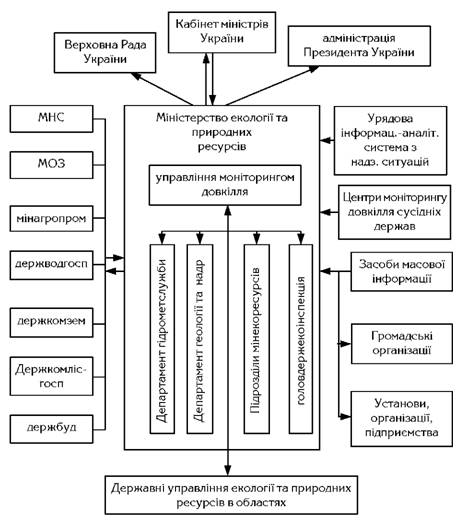 Верховна Рада
України
Кабінет міністрів
України
адміністрація
Президента України
МНС
МОЗ
мінагропром
держводгосп
держкомзем
Держкомліс-
госп
держбуд
Міністерство екології та
природних
ресурсів
управління моніторингом
довкілля
Департамент гідрометслужби
Департамент геології та надр
Підрозділи мінекоресурсів
головдержекоінспекція
Урядова
інформац.-аналіт.
система з
надз. ситуацій
Центри моніторингу
довкілля сусідніх
держав
Засоби масової
інформації
Громадські
організації
Установи,
організації,
підприємства
Державні управління екології та природних
ресурсів в областях